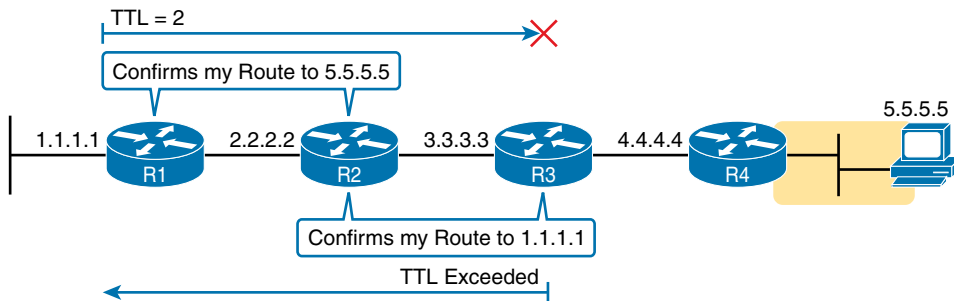 TTL = 2
Confirms my Route to 5.5.5.5
5.5.5.5
1.1.1.1
2.2.2.2
3.3.3.3
4.4.4.4
R1
R2
R3
R4
Confirms my Route to 1.1.1.1
TTL Exceeded